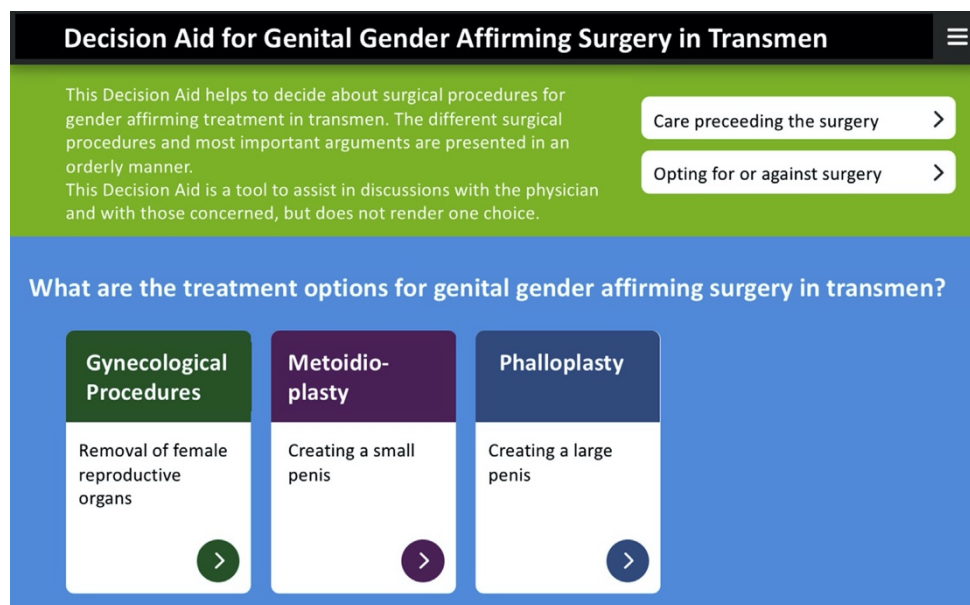 Decision Aid for Genital Gender Affirming Surgery in Transmen
This Decision Aid helps to decide about surgical procedures for
gender affirming treatment in transmen. The different surgical
procedures and most important arguments are presented in an
orderly manner.
This Decision Aid is a tool to assist in discussions with the physician
and with those concerned, but does not render one choice.
Care preceeding the surgery
Opting for or against surgery
What are the treatment options for genital gender affirming surgery in transmen?
Gynecological
Procedures
Removal of female
reproductive
organs
Metoidio-
plasty
Creating a small
penis
Phalloplasty
Creating a large
penis